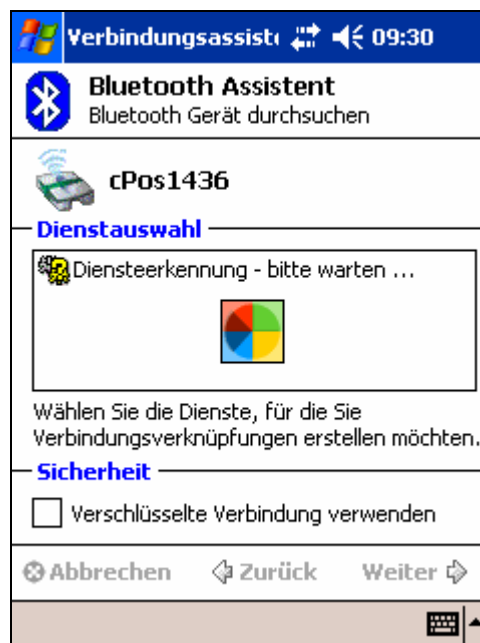 Verbindungsassiste 09:30
Bluetooth Assistent
Bluetooth Gerät durchsuchen
cPos1436
Dienstauswahl
Diensteerkennung - bitte warten ...
Wählen Sie die Dienste, für die Sie
Verbindungsverknüpfungen erstellen möchten.
Sicherheit
Verschlüsselte Verbindung verwenden
Abbrechen Zurück Weiter